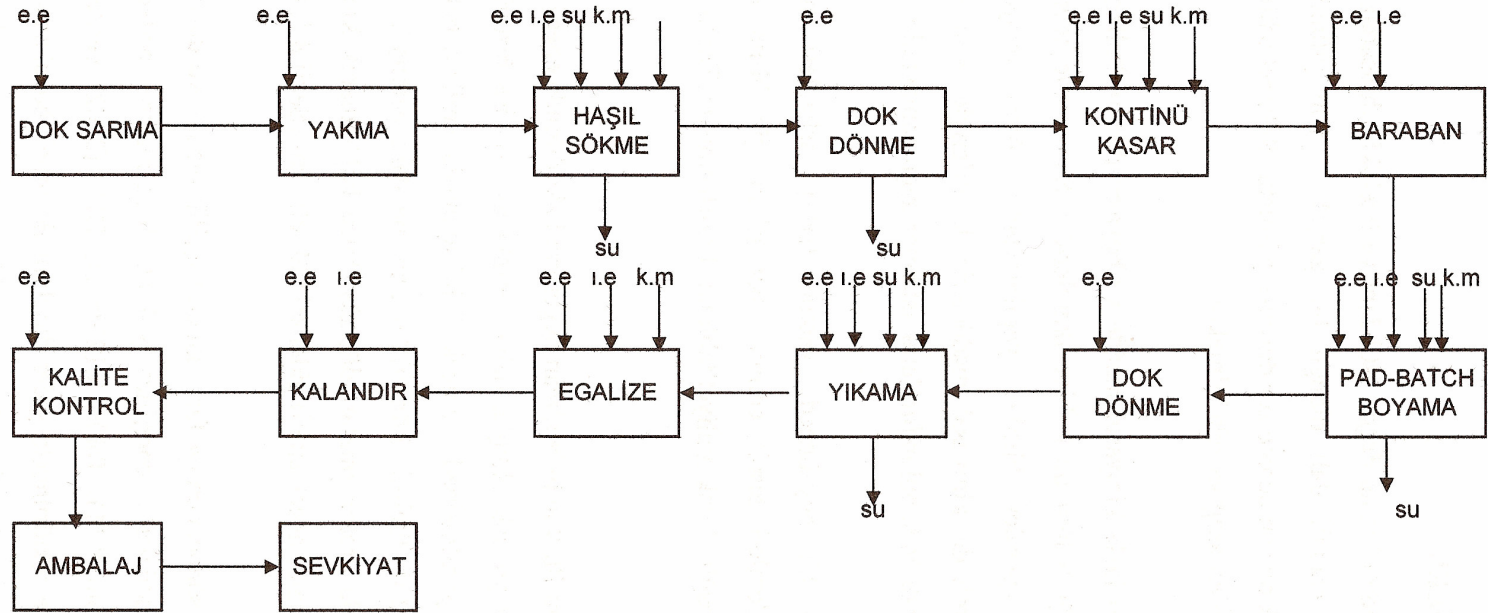 e.e
e.e
e.e ı.e su k.m
e.e
e.e ı.e su k.m
e.e ı.e
DOK SARMA
YAKMA
HAŞIL
SÖKME
DOK
DÖNME
KONTİNÜ
KASAR
BARABAN
su
su
e.e
e.e ı.e
e.e ı.e k.m
e.e ı.e su k.m
e.e
e.e ı.e su k.m
KALİTE
KONTROL
KALANDIR
EGALİZE
YIKAMA
DOK
DÖNME
PAD-BATCH
BOYAMA
su
su
AMBALAJ
SEVKİYAT